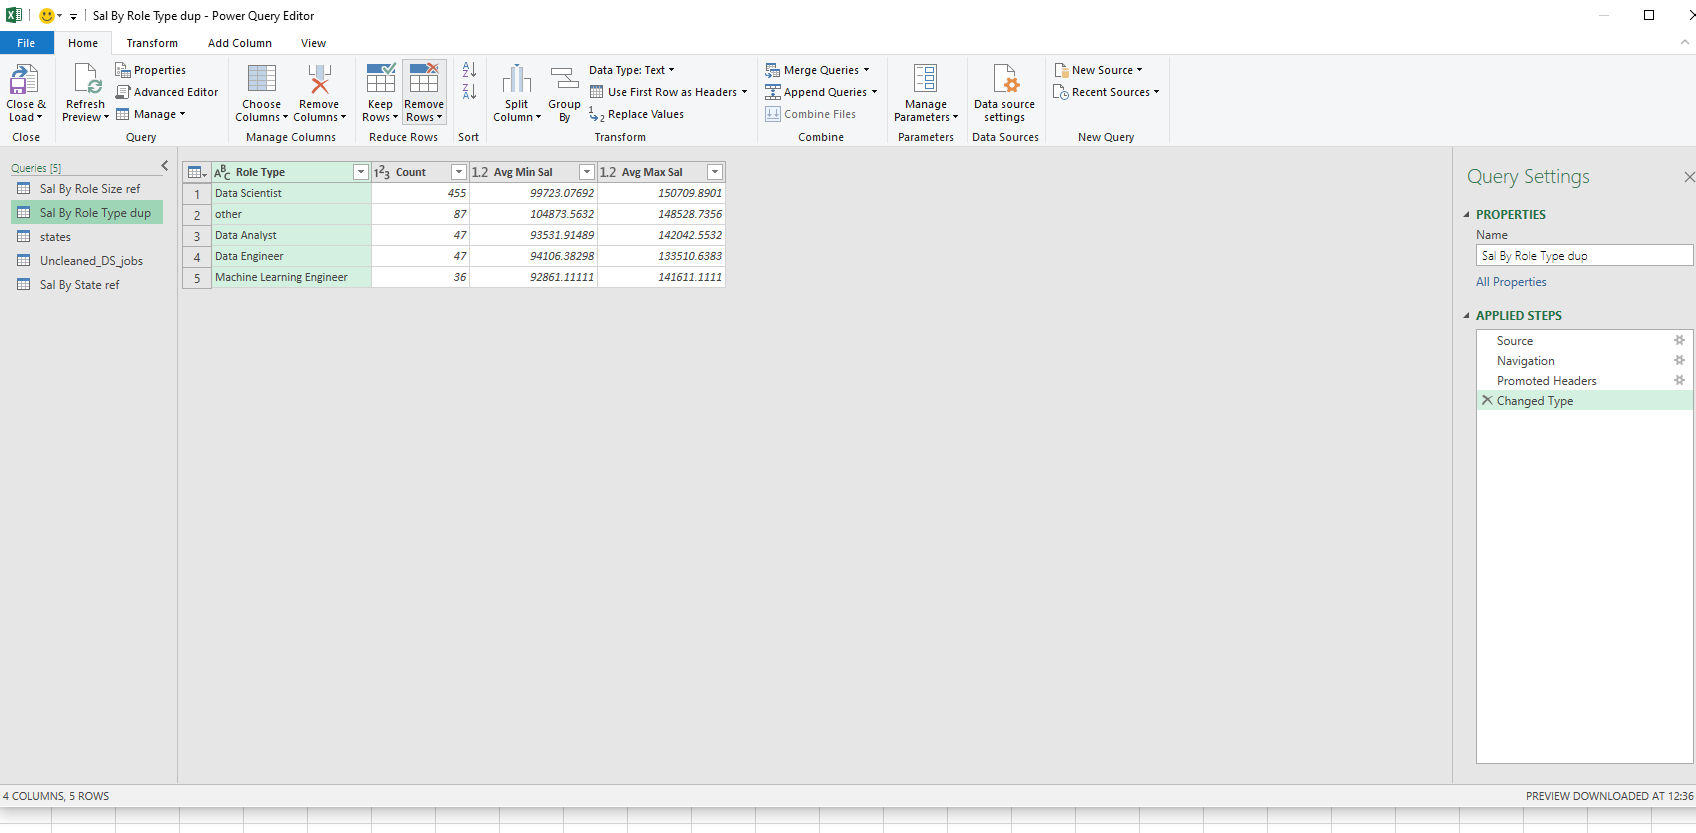 Sal By Role Type dup - Power Query Editor
File Home Transform Add Column View
Close & Load
Refresh Preview
Properties
Advanced Editor
Manage
Choose Columns
Remove Columns
Keep Rows
Remove Rows
A Z
Z A
Split Column
Group By
Data Type: Text
Use First Row as Headers
1 2 Replace Values
Merge Queries
Append Queries
Combine Files
Manage Parameters
Data source settings
New Source
Recent Sources
Close Query Manage Columns Reduce Rows Sort Transform Combine Parameters Data Sources New Query
Queries [5]
Sal By Role Size ref
Sal By Role Type dup
states
Uncleaned_DS_jobs
Sal By State ref
ABC Role Type 123 Count 1.2 Avg Min Sal 1.2 Avg Max Sal
1 Data Scientist 455 99723.07692 150709.8901
2 other 87 104873.5632 148528.7356
3 Data Analyst 47 93531.91489 142042.5532
4 Data Engineer 47 94106.38298 133510.6383
5 Machine Learning Engineer 36 92861.11111 141611.1111
Query Settings
PROPERTIES
Name
Sal By Role Type dup
All Properties
APPLIED STEPS
Source
Navigation
Promoted Headers
Changed Type
4 COLUMNS, 5 ROWS PREVIEW DOWNLOADED AT 12:36